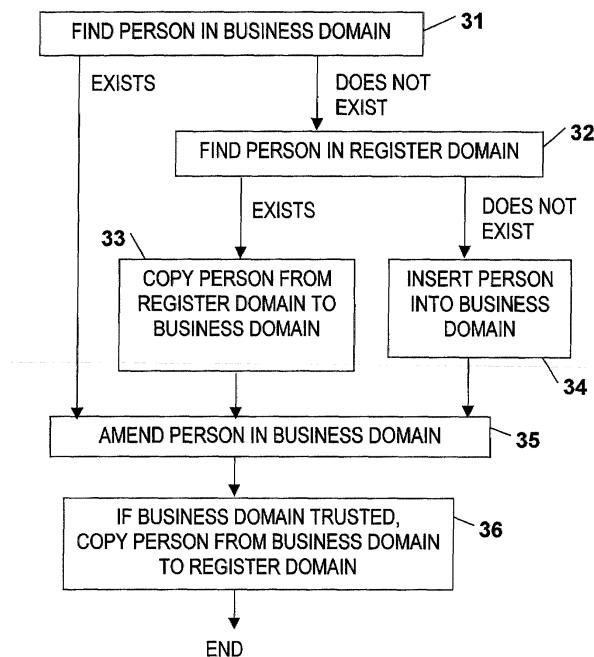 FIND PERSON IN BUSINESS DOMAIN
31
EXISTS
DOES NOT
EXIST
32
FIND PERSON IN REGISTER DOMAIN
EXISTS
DOES NOT
EXIST
33
COPY PERSON FROM
REGISTER DOMAIN TO
BUSINESS DOMAIN
INSERT PERSON
INTO BUSINESS
DOMAIN
34
AMEND PERSON IN BUSINESS DOMAIN
35
IF BUSINESS DOMAIN TRUSTED,
COPY PERSON FROM BUSINESS DOMAIN
TO REGISTER DOMAIN
36
END